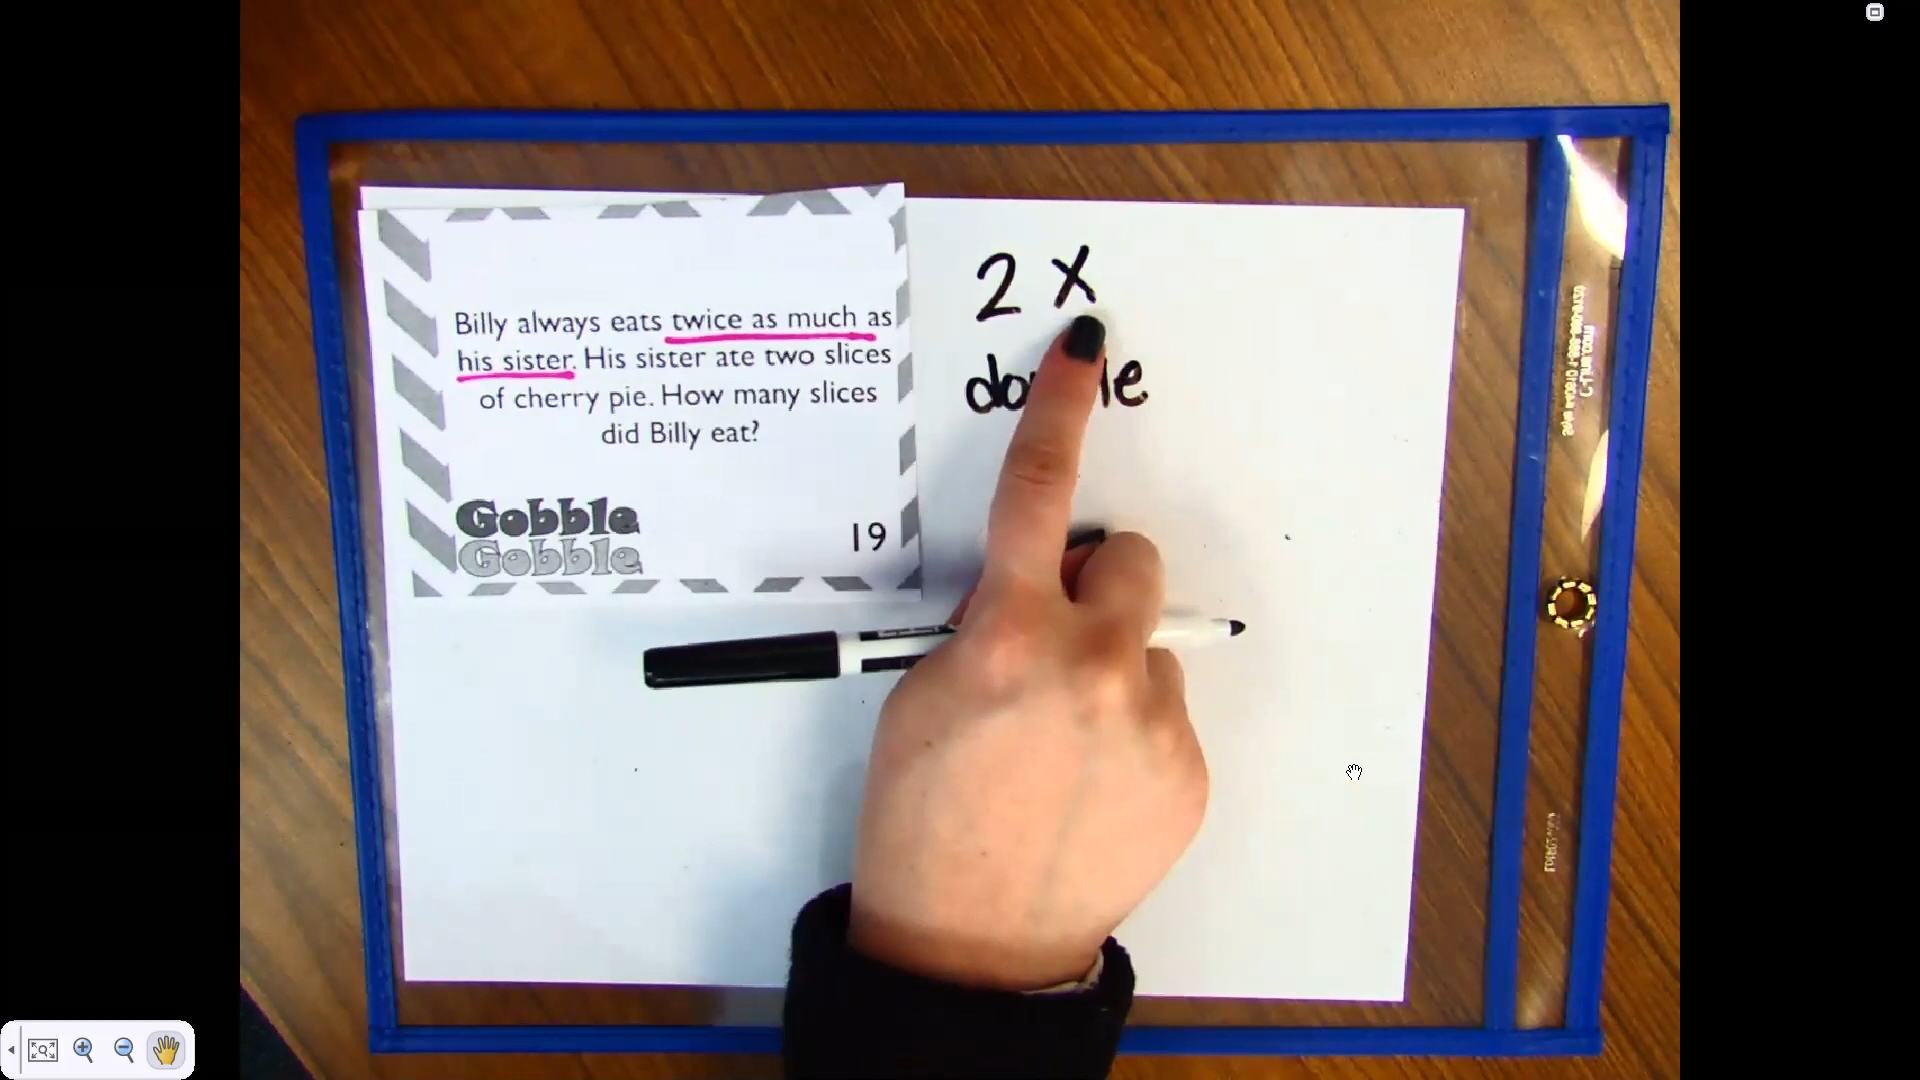 Billy always eats twice as much as
his sister. His sister ate two slices
of cherry pie. How many slices
did Billy eat?
Gobble
Gobble
19
2 x